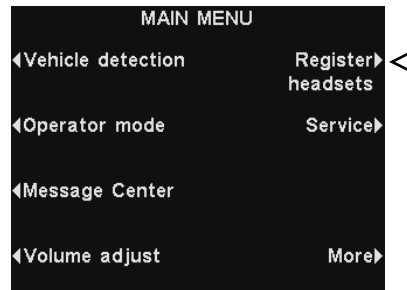 MAIN MENU
Vehicle detection
Register
headsets
Operator mode
Service
Message Center
Volume adjust
More